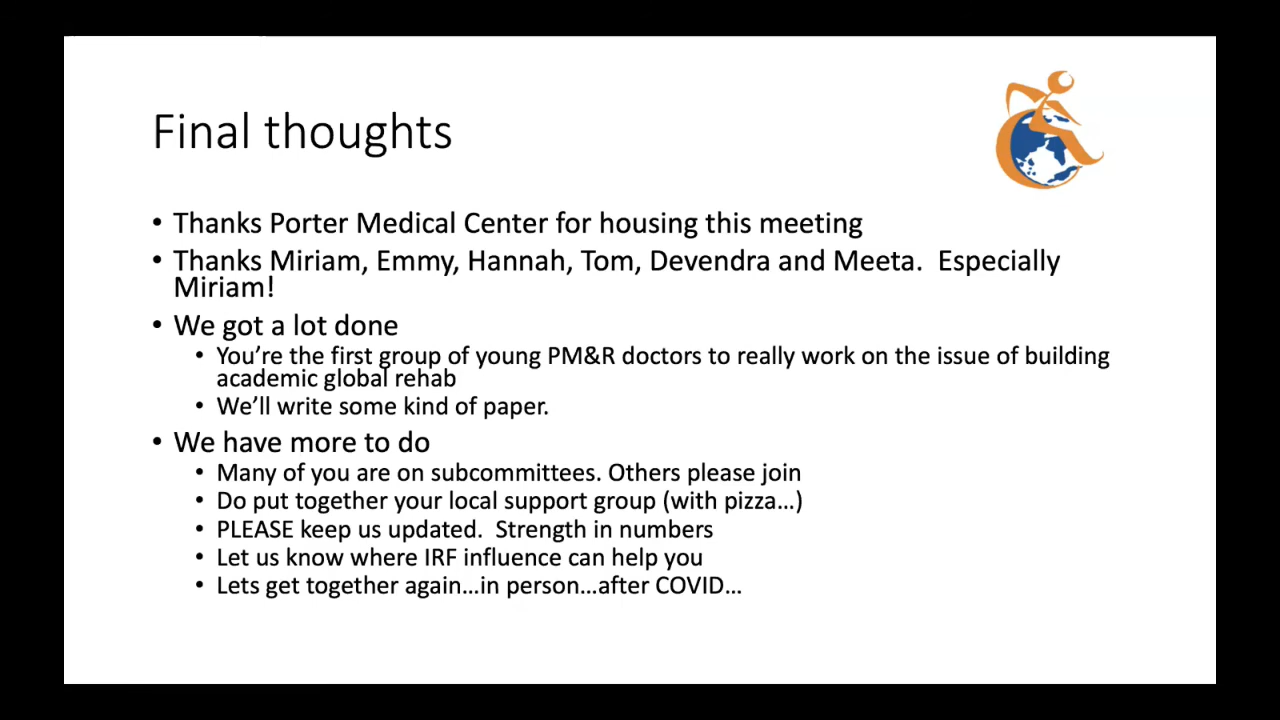 Final thoughts
• Thanks Porter Medical Center for housing this meeting
• Thanks Miriam, Emmy, Hannah, Tom, Devendra and Meeta.  Especially
Miriam!
• We got a lot done
• You’re the first group of young PM&R doctors to really work on the issue of building
academic global rehab
• We’ll write some kind of paper.
• We have more to do
• Many of you are on subcommittees. Others please join
• Do put together your local support group (with pizza…)
• PLEASE keep us updated.  Strength in numbers
• Let us know where IRF influence can help you
• Lets get together again…in person…after COVID…